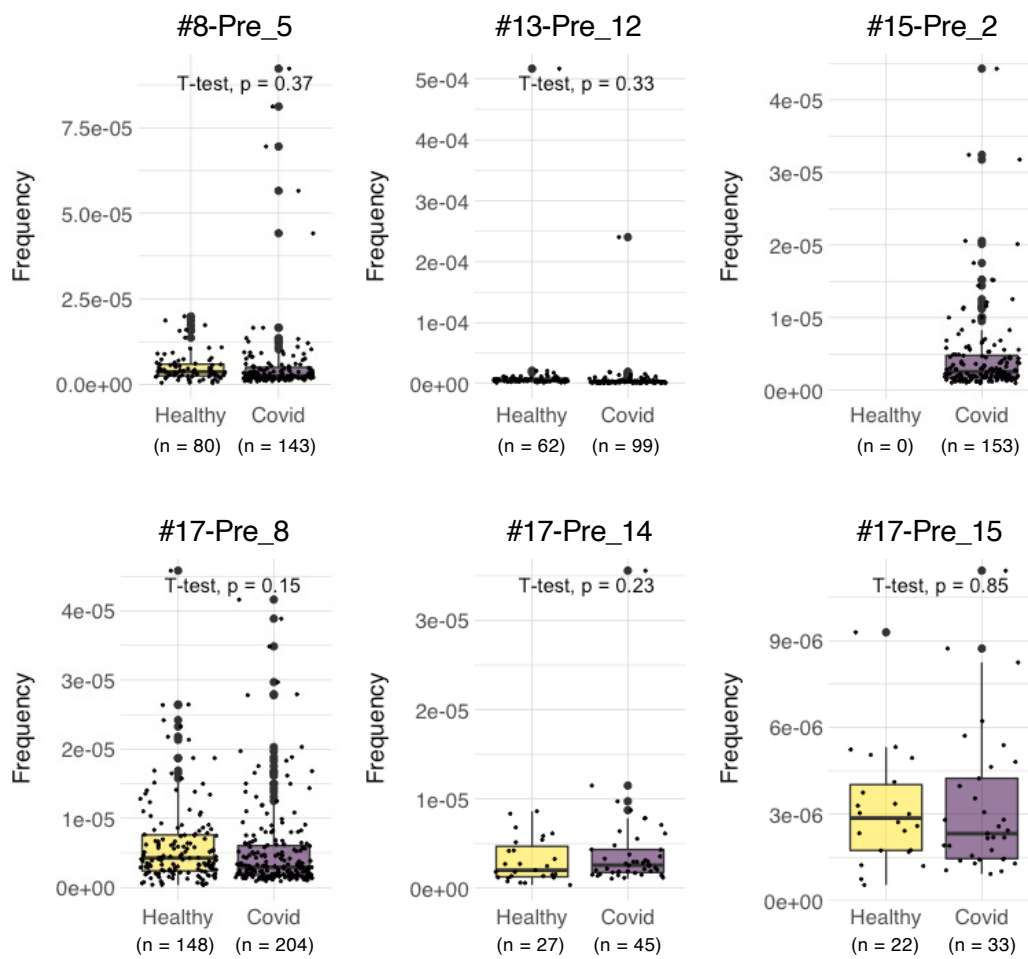 #8-Pre_5
#13-Pre_12
#15-Pre_2
T-test, p = 0.37
T-test, p = 0.33
Frequency
7.5e-05
5.0e-05
2.5e-05
0.0e+00
Healthy
Covid
(n = 80)
(n = 143)
Frequency
5e-04
4e-04
3e-04
2e-04
1e-04
0e+00
Healthy
Covid
(n = 62)
(n = 99)
Frequency
4e-05
3e-05
2e-05
1e-05
0e+00
Healthy
Covid
(n = 0)
(n = 153)
#17-Pre_8
#17-Pre_14
#17-Pre_15
T-test, p = 0.15
T-test, p = 0.23
T-test, p = 0.85
Frequency
4e-05
3e-05
2e-05
1e-05
0e+00
Healthy
Covid
(n = 148)
(n = 204)
Frequency
3e-05
2e-05
1e-05
0e+00
Healthy
Covid
(n = 27)
(n = 45)
Frequency
9e-06
6e-06
3e-06
0e+00
Healthy
Covid
(n = 22)
(n = 33)